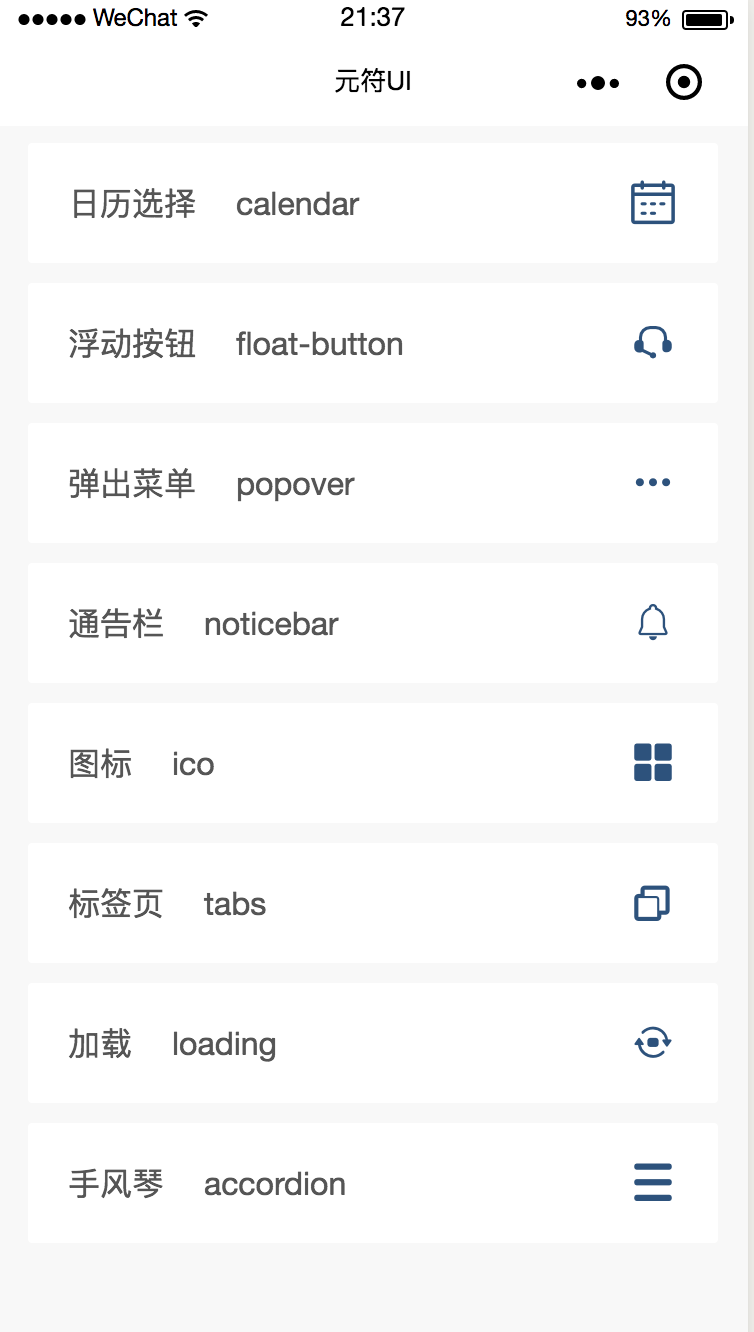 ●●●●● WeChat 21:37 93%
元符UI
日历选择 calendar
浮动按钮 float-button
弹出菜单 popover
通告栏 noticebar
图标 ico
标签页 tabs
加载 loading
手风琴 accordion